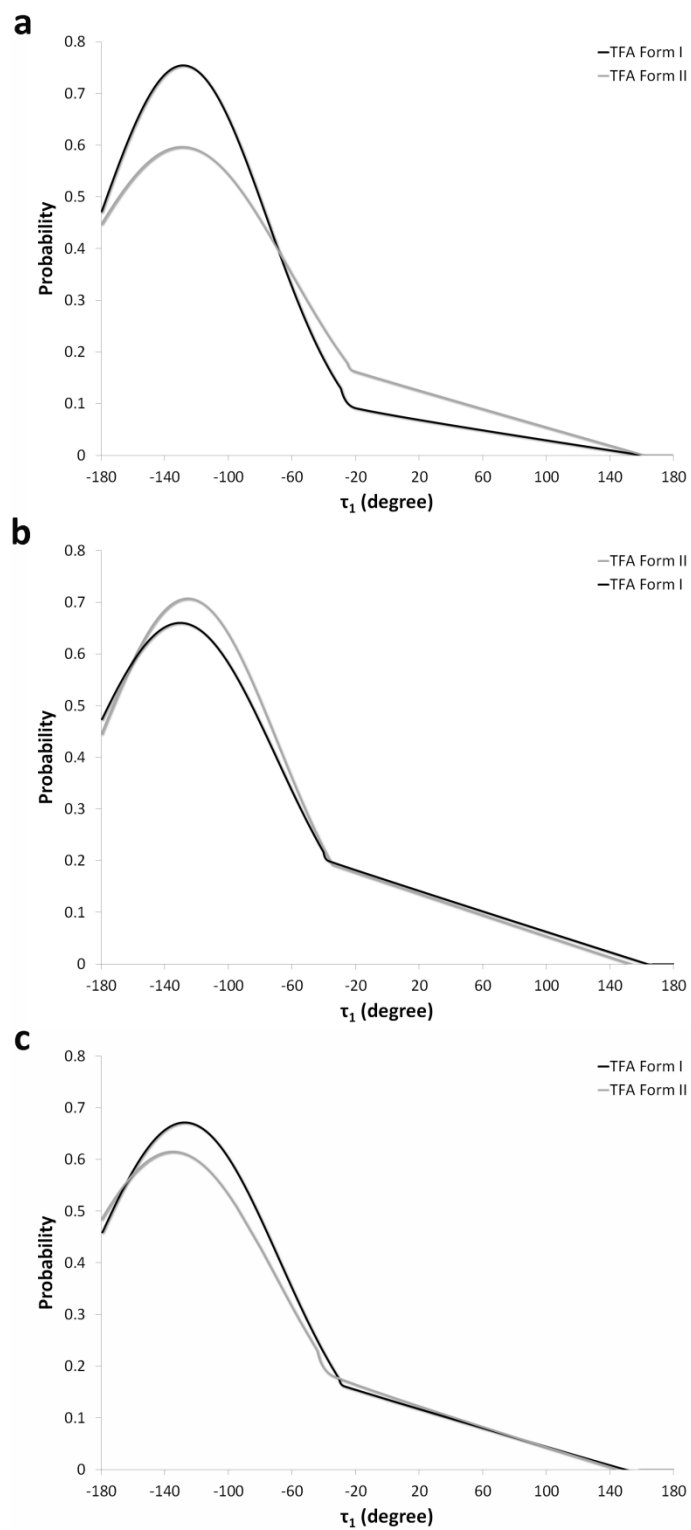 a
TFA Form I
TFA Form II
Probability
0.8
0.7
0.6
0.5
0.4
0.3
0.2
0.1
0
-180 -140 -100 -60 -20 20 60 100 140 180
τ1 (degree)
b
TFA Form II
TFA Form I
Probability
0.8
0.7
0.6
0.5
0.4
0.3
0.2
0.1
0
-180 -140 -100 -60 -20 20 60 100 140 180
τ1 (degree)
c
TFA Form I
TFA Form II
Probability
0.8
0.7
0.6
0.5
0.4
0.3
0.2
0.1
0
-180 -140 -100 -60 -20 20 60 100 140 180
τ1 (degree)